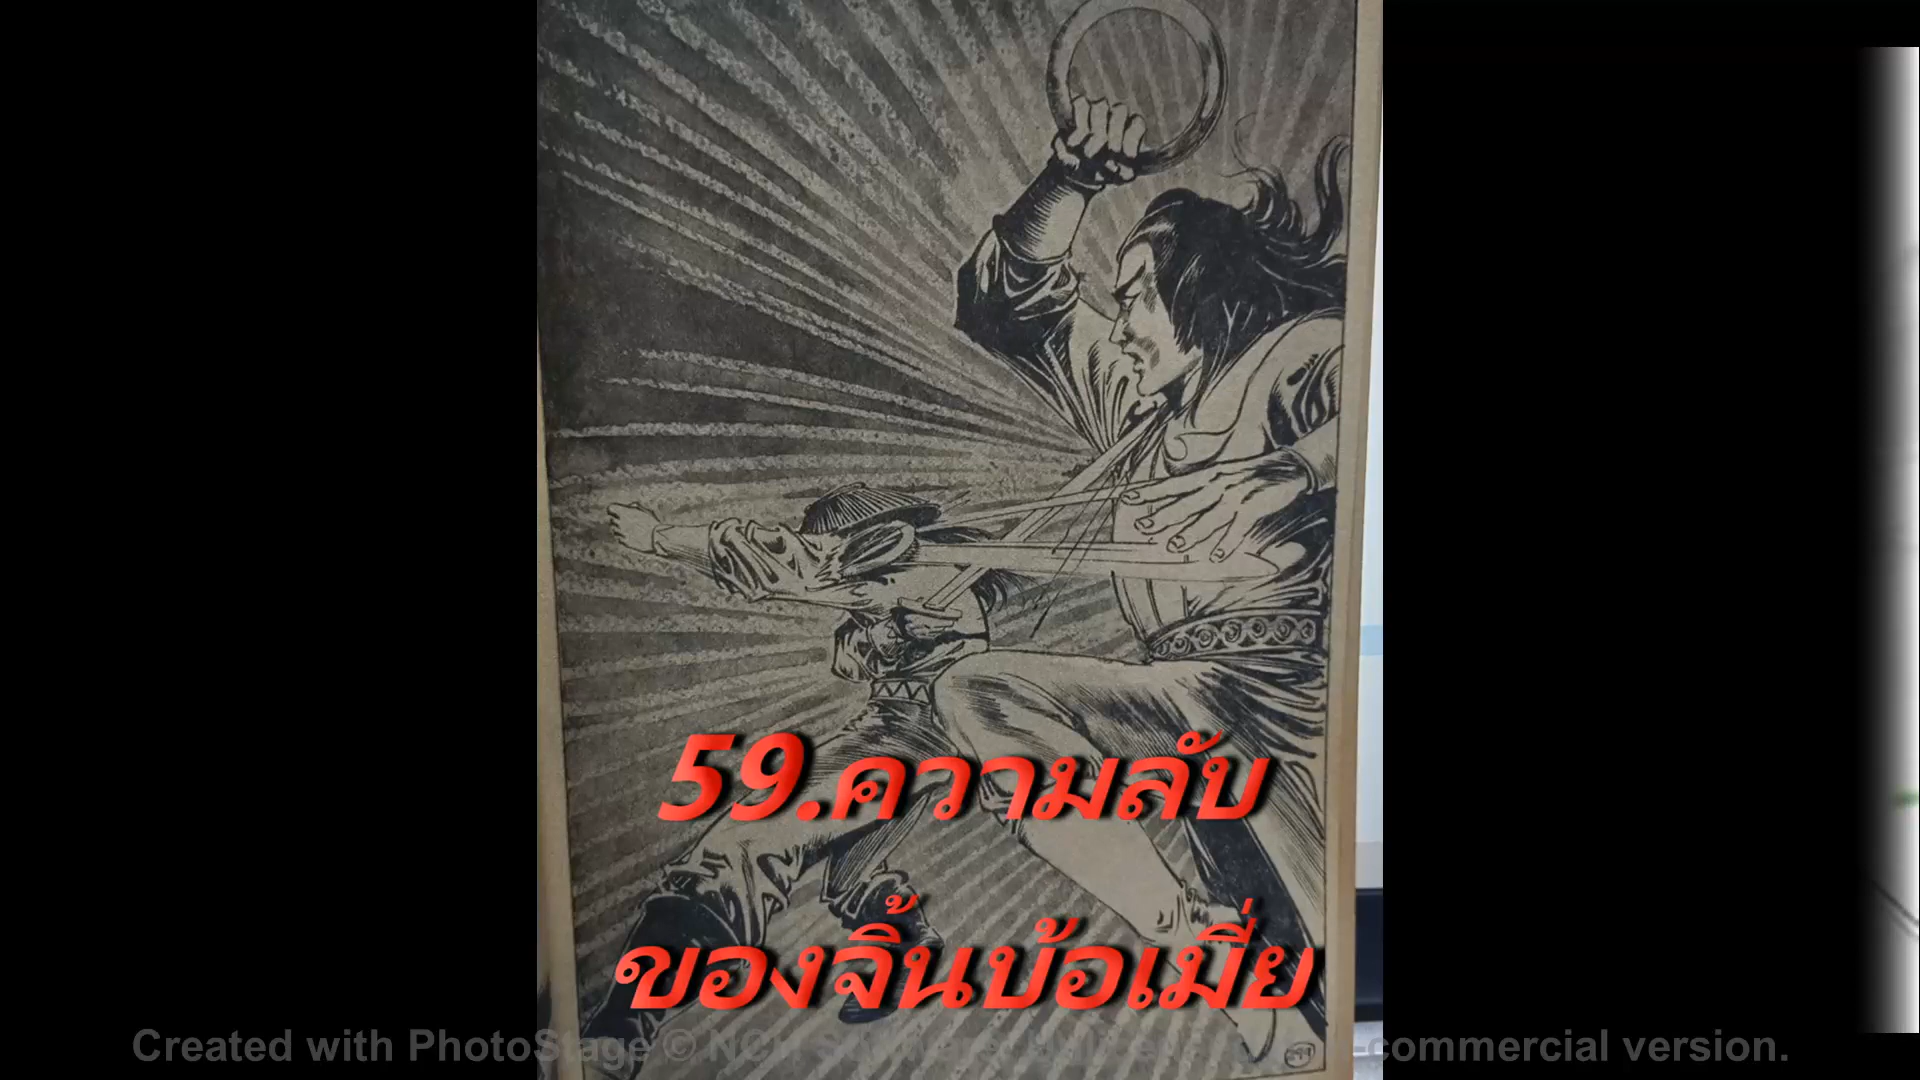 59.ความลับ
ของจิ้นบ้อเมี่ย
Created with PhotoStage © NCH
commercial version.